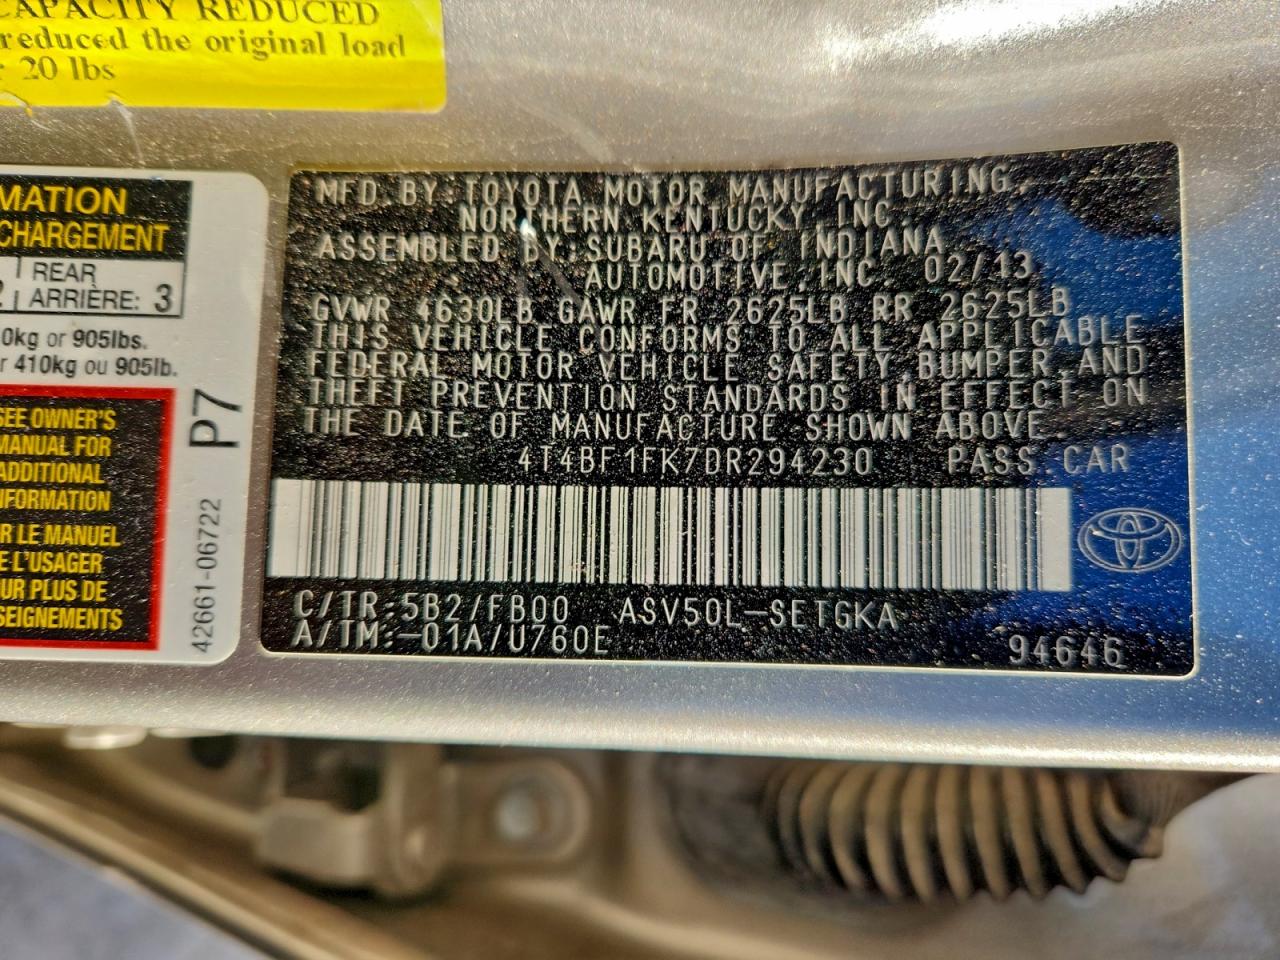 CAPACITY REDUCED
reduced the original load
20 lbs
MATION
CHARGEMENT
REAR
ARRIÈRE: 3
0kg or 905lbs.
r 410kg ou 905lb.
SEE OWNER'S
MANUAL FOR
ADDITIONAL
INFORMATION
R LE MANUEL
E L'USAGER
OUR PLUS DE
SEIGNEMENTS
P7
42661-06722
MFD.BY:TOYOTA MOTOR MANUFACTURING,
NORTHERN KENTUCKY,INC.
ASSEMBLED BY:SUBARU OF INDIANA
AUTOMOTIVE,INC. 02/13
GVWR 4630LB GAWR FR 2625LB RR 2625LB
THIS VEHICLE CONFORMS TO ALL APPLICABLE
FEDERAL MOTOR VEHICLE SAFETY,BUMPER,AND
THEFT PREVENTION STANDARDS IN EFFECT ON
THE DATE OF MANUFACTURE SHOWN ABOVE.
4T4BF1FK7DR294230 PASS.CAR
C/TR:5B2/FB00 ASV50L-SETGKA
A/TM:-01A/U760E 94646